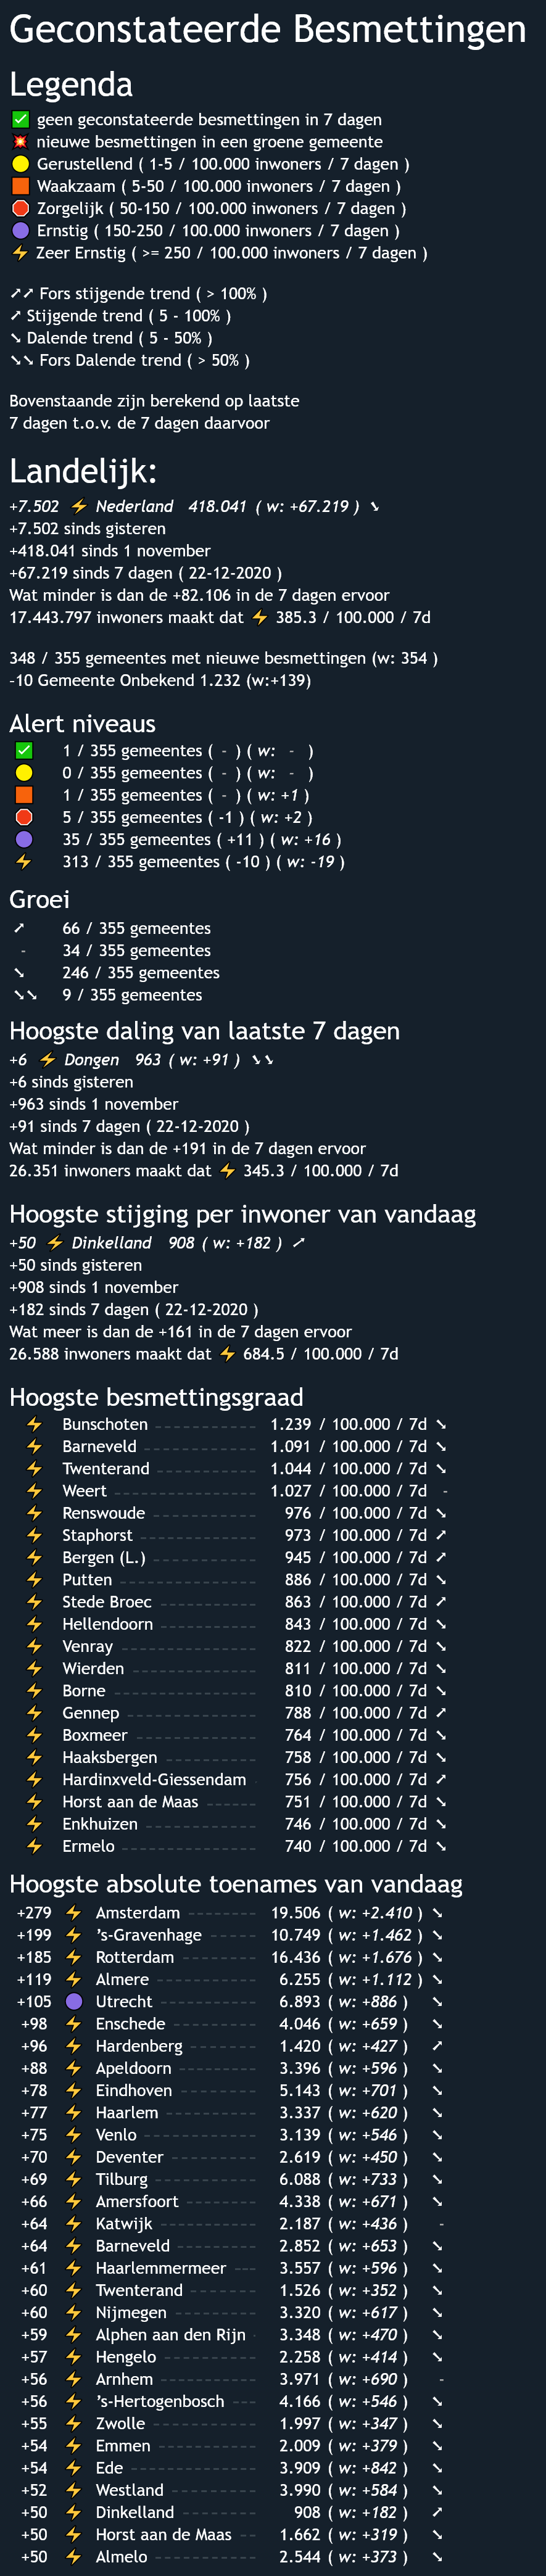 Geconstateerde Besmettingen
Legenda
✅ geen geconstateerde besmettingen in 7 dagen
💥 nieuwe besmettingen in een groene gemeente
🟡 Gerustellend ( 1-5 / 100.000 inwoners / 7 dagen )
🟧 Waakzaam ( 5-50 / 100.000 inwoners / 7 dagen )
🛑 Zorgelijk ( 50-150 / 100.000 inwoners / 7 dagen )
🟣 Ernstig ( 150-250 / 100.000 inwoners / 7 dagen )
⚡ Zeer Ernstig ( >= 250 / 100.000 inwoners / 7 dagen )
➚➚ Fors stijgende trend ( > 100% )
➚ Stijgende trend ( 5 - 100% )
➘ Dalende trend ( 5 - 50% )
➘➘ Fors Dalende trend ( > 50% )
Bovenstaande zijn berekend op laatste
7 dagen t.o.v. de 7 dagen daarvoor
Landelijk:
+7.502 ⚡ Nederland 418.041 ( w: +67.219 ) ➘
+7.502 sinds gisteren
+418.041 sinds 1 november
+67.219 sinds 7 dagen ( 22-12-2020 )
Wat minder is dan de +82.106 in de 7 dagen ervoor
17.443.797 inwoners maakt dat ⚡ 385.3 / 100.000 / 7d
348 / 355 gemeentes met nieuwe besmettingen (w: 354 )
-10 Gemeente Onbekend 1.232 (w:+139)
Alert niveaus
✅ 1 / 355 gemeentes ( - ) ( w: - )
🟡 0 / 355 gemeentes ( - ) ( w: - )
🟧 1 / 355 gemeentes ( - ) ( w: +1 )
🛑 5 / 355 gemeentes ( -1 ) ( w: +2 )
🟣 35 / 355 gemeentes ( +11 ) ( w: +16 )
⚡ 313 / 355 gemeentes ( -10 ) ( w: -19 )
Groei
➚ 66 / 355 gemeentes
- 34 / 355 gemeentes
➘ 246 / 355 gemeentes
➘➘ 9 / 355 gemeentes
Hoogste daling van laatste 7 dagen
+6 ⚡ Dongen 963 ( w: +91 ) ➘➘
+6 sinds gisteren
+963 sinds 1 november
+91 sinds 7 dagen ( 22-12-2020 )
Wat minder is dan de +191 in de 7 dagen ervoor
26.351 inwoners maakt dat ⚡ 345.3 / 100.000 / 7d
Hoogste stijging per inwoner van vandaag
+50 ⚡ Dinkelland 908 ( w: +182 ) ➚
+50 sinds gisteren
+908 sinds 1 november
+182 sinds 7 dagen ( 22-12-2020 )
Wat meer is dan de +161 in de 7 dagen ervoor
26.588 inwoners maakt dat ⚡ 684.5 / 100.000 / 7d
Hoogste besmettingsgraad
⚡ Bunschoten 1.239 / 100.000 / 7d ➘
⚡ Barneveld 1.091 / 100.000 / 7d ➘
⚡ Twenterand 1.044 / 100.000 / 7d ➘
⚡ Weert 1.027 / 100.000 / 7d -
⚡ Renswoude 976 / 100.000 / 7d ➘
⚡ Staphorst 973 / 100.000 / 7d ➚
⚡ Bergen (L.) 945 / 100.000 / 7d ➚
⚡ Putten 886 / 100.000 / 7d ➘
⚡ Stede Broec 863 / 100.000 / 7d ➚
⚡ Hellendoorn 843 / 100.000 / 7d ➘
⚡ Venray 822 / 100.000 / 7d ➘
⚡ Wierden 811 / 100.000 / 7d ➘
⚡ Borne 810 / 100.000 / 7d ➘
⚡ Gennep 788 / 100.000 / 7d ➚
⚡ Boxmeer 764 / 100.000 / 7d ➘
⚡ Haaksbergen 758 / 100.000 / 7d ➘
⚡ Hardinxveld-Giessendam 756 / 100.000 / 7d ➚
⚡ Horst aan de Maas 751 / 100.000 / 7d ➘
⚡ Enkhuizen 746 / 100.000 / 7d ➘
⚡ Ermelo 740 / 100.000 / 7d ➘
Hoogste absolute toenames van vandaag
+279 ⚡ Amsterdam 19.506 ( w: +2.410 ) ➘
+199 ⚡ 's-Gravenhage 10.749 ( w: +1.462 ) ➘
+185 ⚡ Rotterdam 16.436 ( w: +1.676 ) ➘
+119 ⚡ Almere 6.255 ( w: +1.112 ) ➘
+105 🟣 Utrecht 6.893 ( w: +886 ) ➘
+98 ⚡ Enschede 4.046 ( w: +659 ) ➘
+96 ⚡ Hardenberg 1.420 ( w: +427 ) ➚
+88 ⚡ Apeldoorn 3.396 ( w: +596 ) ➘
+78 ⚡ Eindhoven 5.143 ( w: +701 ) ➘
+77 ⚡ Haarlem 3.337 ( w: +620 ) ➘
+75 ⚡ Venlo 3.139 ( w: +546 ) ➘
+70 ⚡ Deventer 2.619 ( w: +450 ) ➘
+69 ⚡ Tilburg 6.088 ( w: +733 ) ➘
+66 ⚡ Amersfoort 4.338 ( w: +671 ) ➘
+64 ⚡ Katwijk 2.187 ( w: +436 ) -
+64 ⚡ Barneveld 2.852 ( w: +653 ) ➘
+61 ⚡ Haarlemmermeer 3.557 ( w: +596 ) ➘
+60 ⚡ Twenterand 1.526 ( w: +352 ) ➘
+60 ⚡ Nijmegen 3.320 ( w: +617 ) ➘
+59 ⚡ Alphen aan den Rijn 3.348 ( w: +470 ) ➘
+57 ⚡ Hengelo 2.258 ( w: +414 ) ➘
+56 ⚡ Arnhem 3.971 ( w: +690 ) -
+56 ⚡ 's-Hertogenbosch 4.166 ( w: +546 ) ➘
+55 ⚡ Zwolle 1.997 ( w: +347 ) ➘
+54 ⚡ Emmen 2.009 ( w: +379 ) ➘
+54 ⚡ Ede 3.909 ( w: +842 ) ➘
+52 ⚡ Westland 3.990 ( w: +584 ) ➘
+50 ⚡ Dinkelland 908 ( w: +182 ) ➚
+50 ⚡ Horst aan de Maas 1.662 ( w: +319 ) ➘
+50 ⚡ Almelo 2.544 ( w: +373 ) ➘